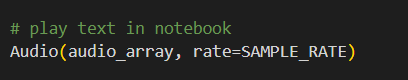 # play text in notebook
Audio(audio_array, rate=SAMPLE_RATE)